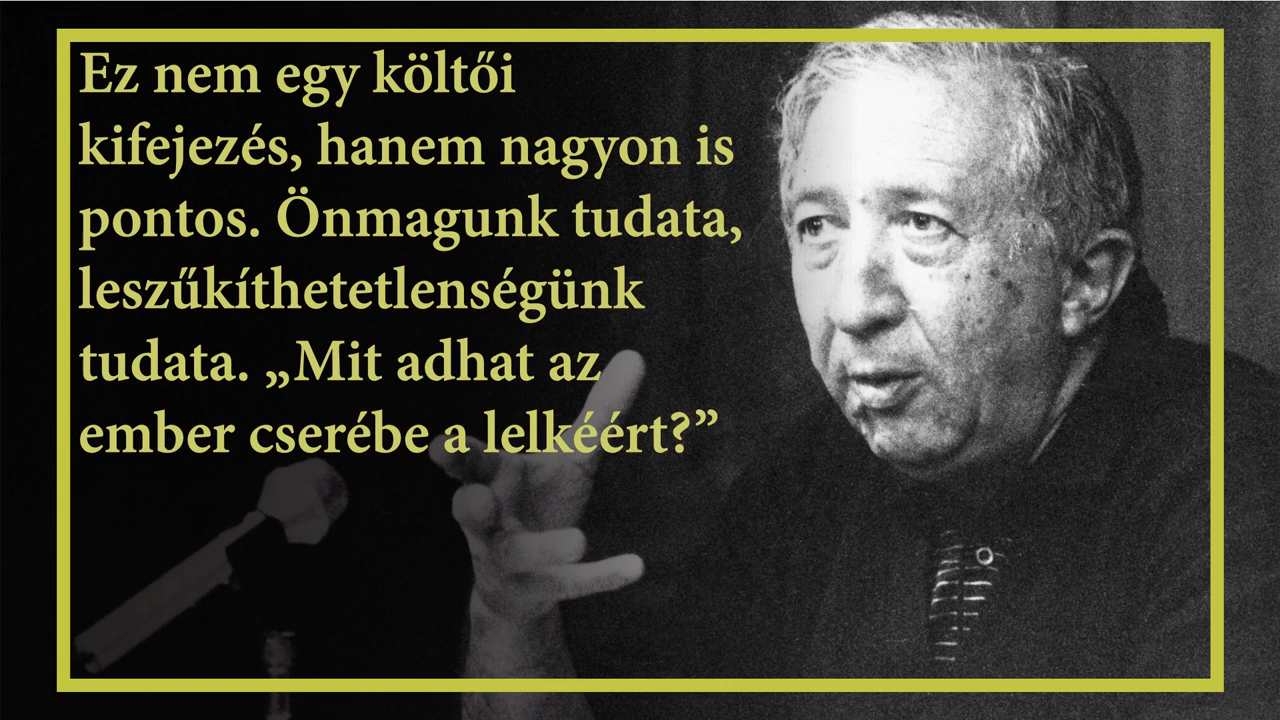 Ez nem egy költői
kifejezés, hanem nagyon is
pontos. Önmagunk tudata,
leszűkíthetetlenségünk
tudata. „Mit adhat az
ember cserébe a lelkéért?”